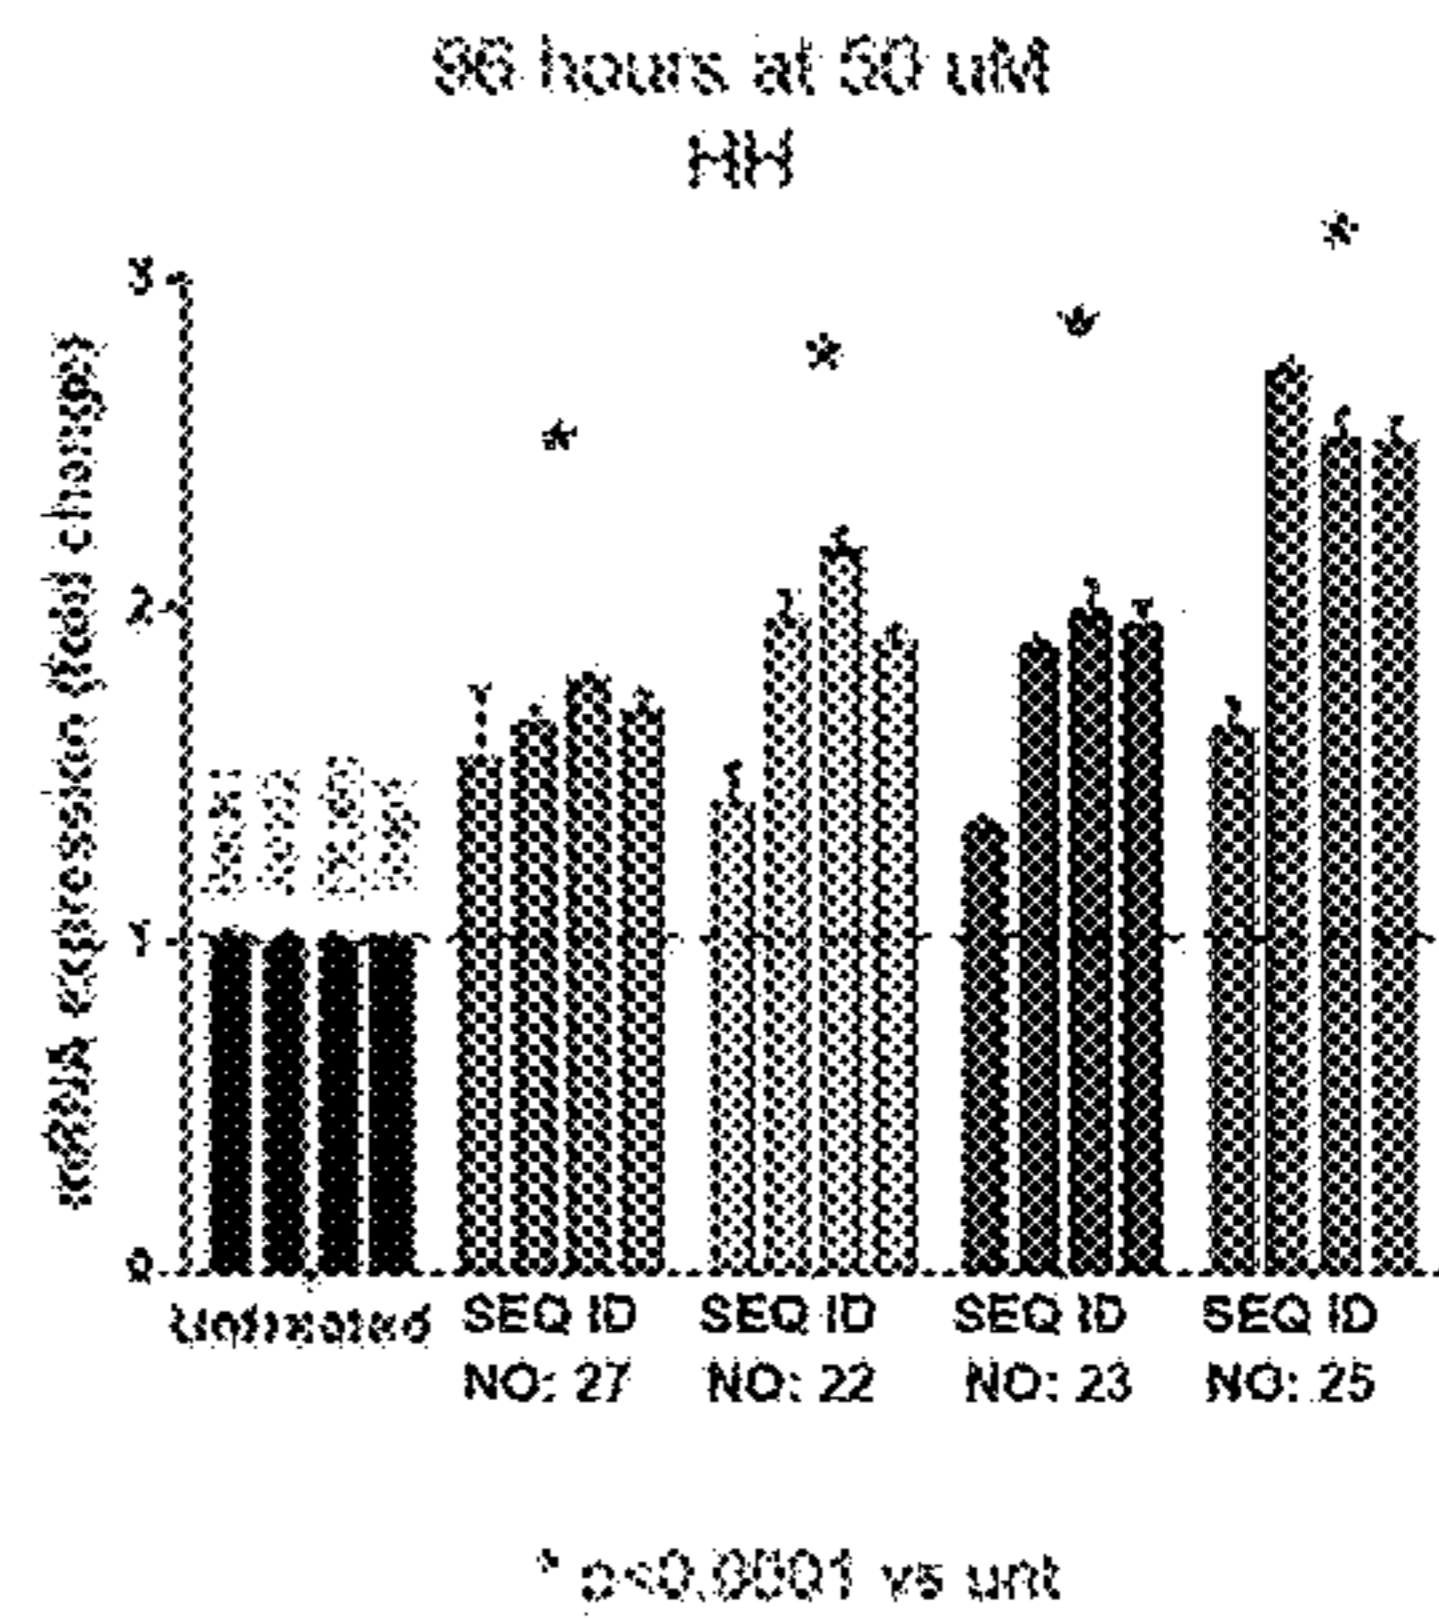 96 hours at 50 uM
HH
*
*
*
*
3
2
1
0
mRNA expression (fold change)
Untreated
SEQ ID
NO: 27
SEQ ID
NO: 22
SEQ ID
NO: 23
SEQ ID
NO: 25
* p<0.0001 vs unt